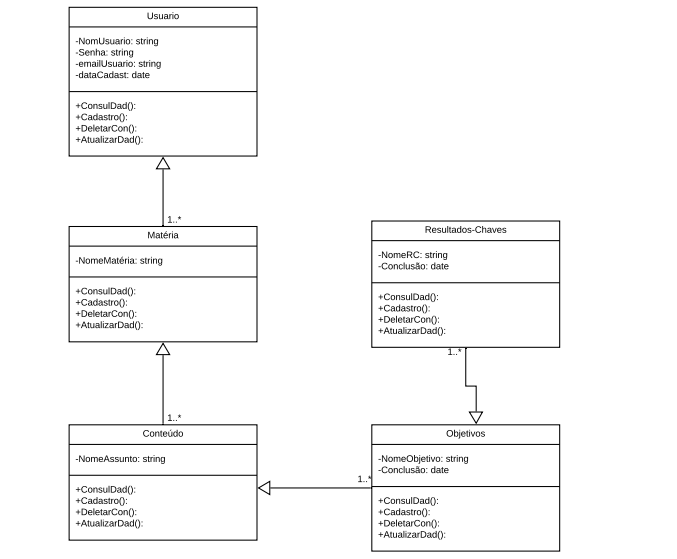 Usuario
-NomUsuario: string
-Senha: string
-emailUsuario: string
-dataCadast: date
+ConsulDad():
+Cadastro():
+DeletarCon():
+AtualizarDad():
1..*
Matéria
-NomeMatéria: string
+ConsulDad():
+Cadastro():
+DeletarCon():
+AtualizarDad():
1..*
Conteúdo
-NomeAssunto: string
+ConsulDad():
+Cadastro():
+DeletarCon():
+AtualizarDad():
Resultados-Chaves
-NomeRC: string
-Conclusão: date
+ConsulDad():
+Cadastro():
+DeletarCon():
+AtualizarDad():
1..*
Objetivos
-NomeObjetivo: string
-Conclusão: date
1..*
+ConsulDad():
+Cadastro():
+DeletarCon():
+AtualizarDad():